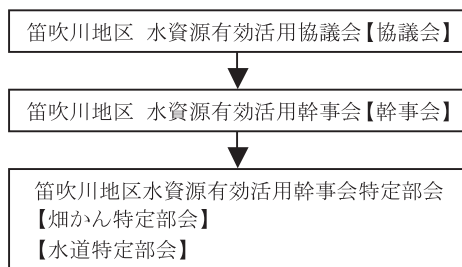 笛吹川地区 水資源有効活用協議会【協議会】
笛吹川地区 水資源有効活用幹事会【幹事会】
笛吹川地区水資源有効活用幹事会特定部会
【畑かん特定部会】
【水道特定部会】